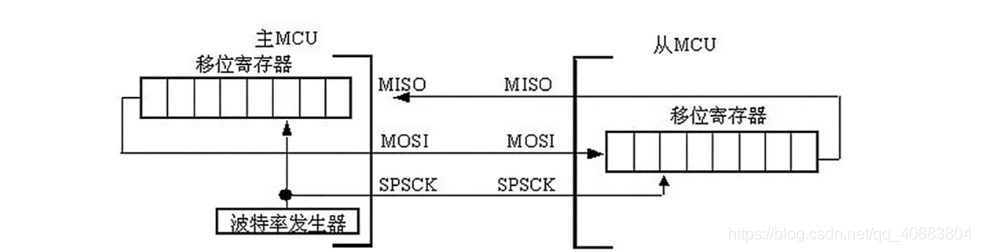 主MCU
从MCU
移位寄存器
MISO
MISO
移位寄存器
MOSI
MOSI
SPSCK
SPSCK
波特率发生器
https://blog.csdn.net/qq_40883804